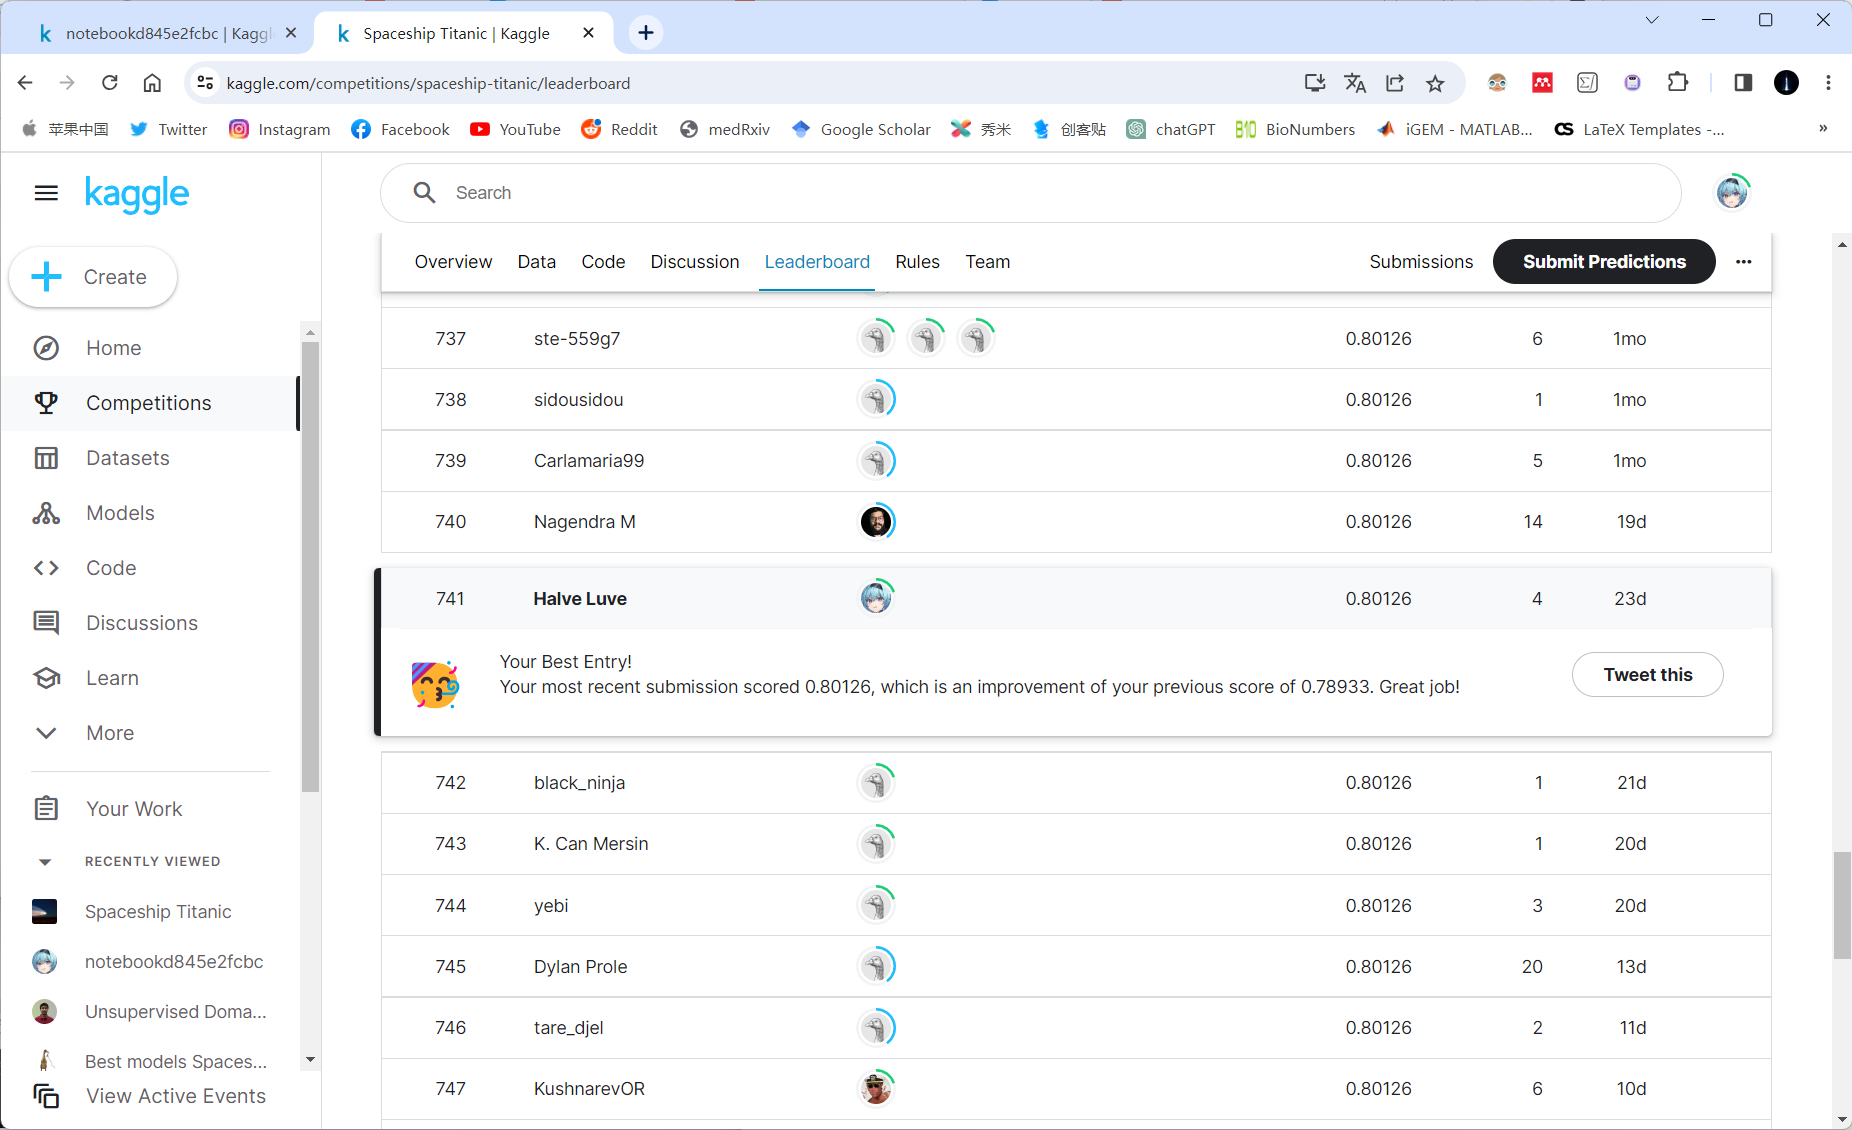 notebookd845e2fcbc | Kaggle
Spaceship Titanic | Kaggle
kaggle.com/competitions/spaceship-titanic/leaderboard
苹果中国 Twitter Instagram Facebook YouTube Reddit medRxiv Google Scholar 秀米 创客贴 chatGPT BioNumbers iGEM - MATLAB... LaTeX Templates -... »
kaggle
Search
Create
Home
Competitions
Datasets
Models
Code
Discussions
Learn
More
Your Work
RECENTLY VIEWED
Spaceship Titanic
notebookd845e2fcbc
Unsupervised Doma...
Best models Spaces...
View Active Events
Overview Data Code Discussion Leaderboard Rules Team Submissions Submit Predictions
737 ste-559g7 0.80126 6 1mo
738 sidousidou 0.80126 1 1mo
739 Carlamaria99 0.80126 5 1mo
740 Nagendra M 0.80126 14 19d
741 Halve Luve 0.80126 4 23d
Your Best Entry!
Your most recent submission scored 0.80126, which is an improvement of your previous score of 0.78933. Great job!
Tweet this
742 black_ninja 0.80126 1 21d
743 K. Can Mersin 0.80126 1 20d
744 yebi 0.80126 3 20d
745 Dylan Prole 0.80126 20 13d
746 tare_djel 0.80126 2 11d
747 KushnarevOR 0.80126 6 10d